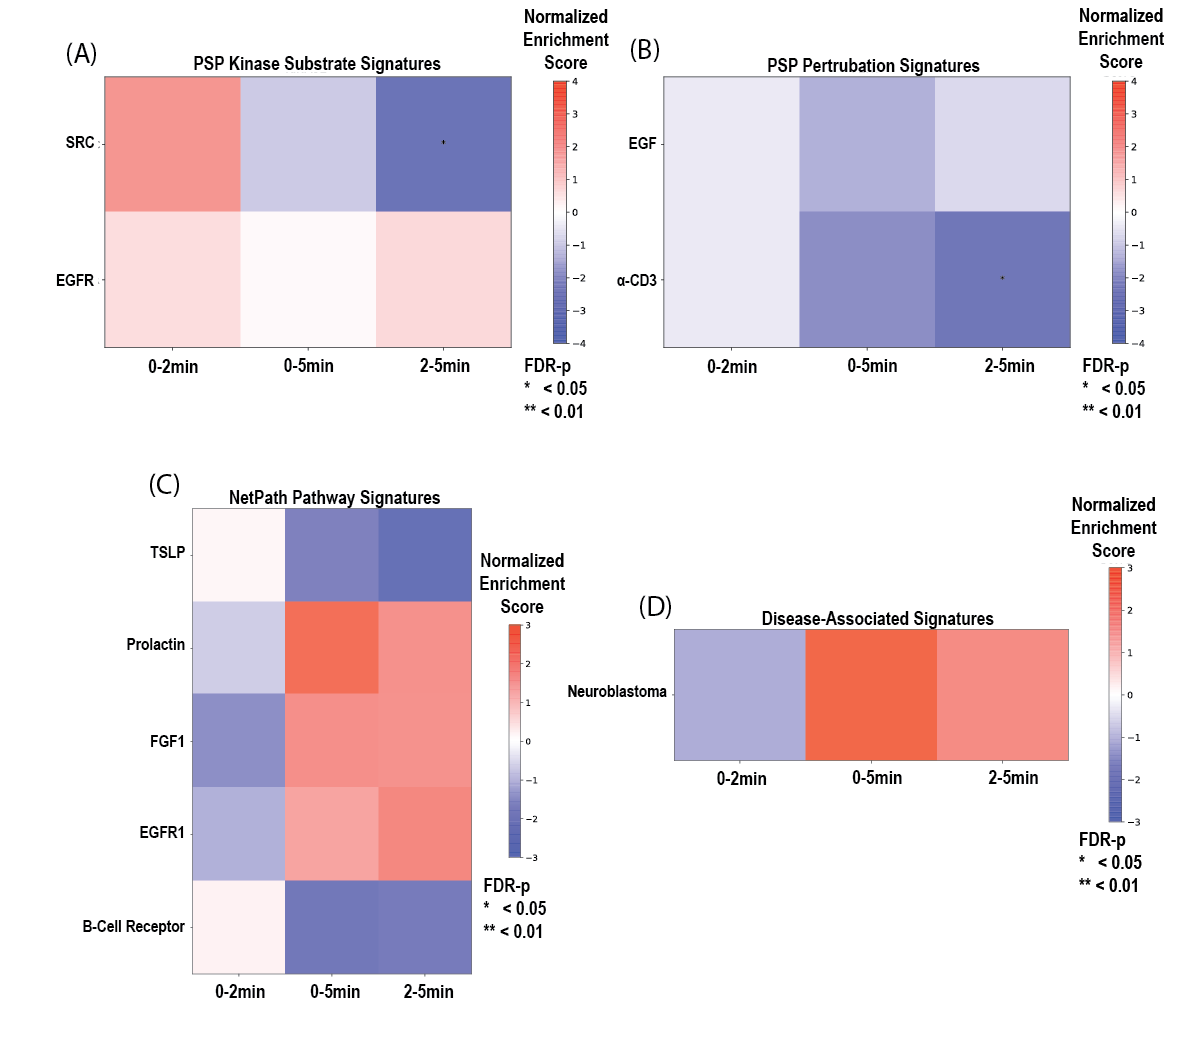 (A)
PSP Kinase Substrate Signatures
SRC
EGFR
0-2min
0-5min
2-5min
*
Normalized
Enrichment
Score
4
3
2
1
0
−1
−2
−3
−4
FDR-p
* < 0.05
** < 0.01
(B)
PSP Pertrubation Signatures
EGF
α-CD3
0-2min
0-5min
2-5min
*
Normalized
Enrichment
Score
4
3
2
1
0
−1
−2
−3
−4
FDR-p
* < 0.05
** < 0.01
(C)
NetPath Pathway Signatures
TSLP
Prolactin
FGF1
EGFR1
B-Cell Receptor
0-2min
0-5min
2-5min
Normalized
Enrichment
Score
3
2
1
0
−1
−2
−3
FDR-p
* < 0.05
** < 0.01
(D)
Disease-Associated Signatures
Neuroblastoma
0-2min
0-5min
2-5min
Normalized
Enrichment
Score
3
2
1
0
−1
−2
−3
FDR-p
* < 0.05
** < 0.01